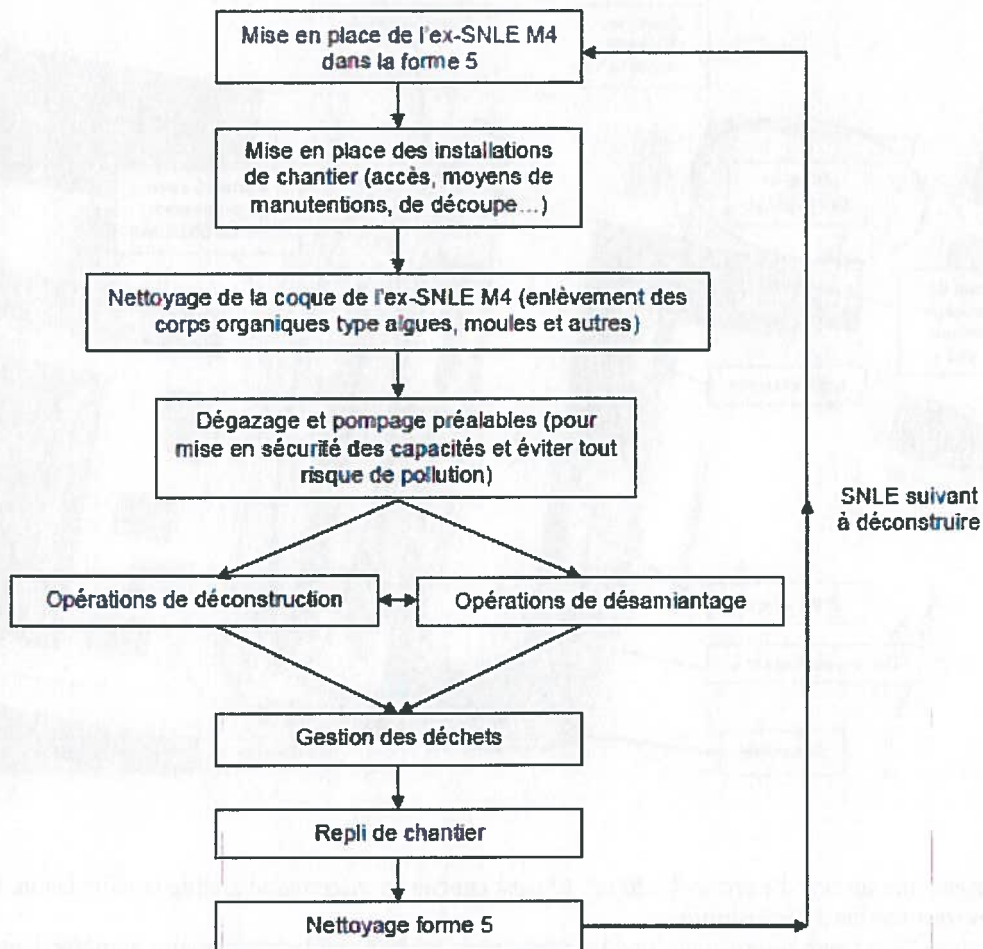 Mise en place de l'ex-SNLE M4
dans la forme 5
Mise en place des installations
de chantier (accès, moyens de
manutentions, de découpe...)
Nettoyage de la coque de l'ex-SNLE M4 (enlèvement des
corps organiques type algues, moules et autres)
Dégazage et pompage préalables (pour
mise en sécurité des capacités et éviter tout
risque de pollution)
SNLE suivant
à déconstruire
Opérations de déconstruction
Opérations de désamiantage
Gestion des déchets
Repli de chantier
Nettoyage forme 5